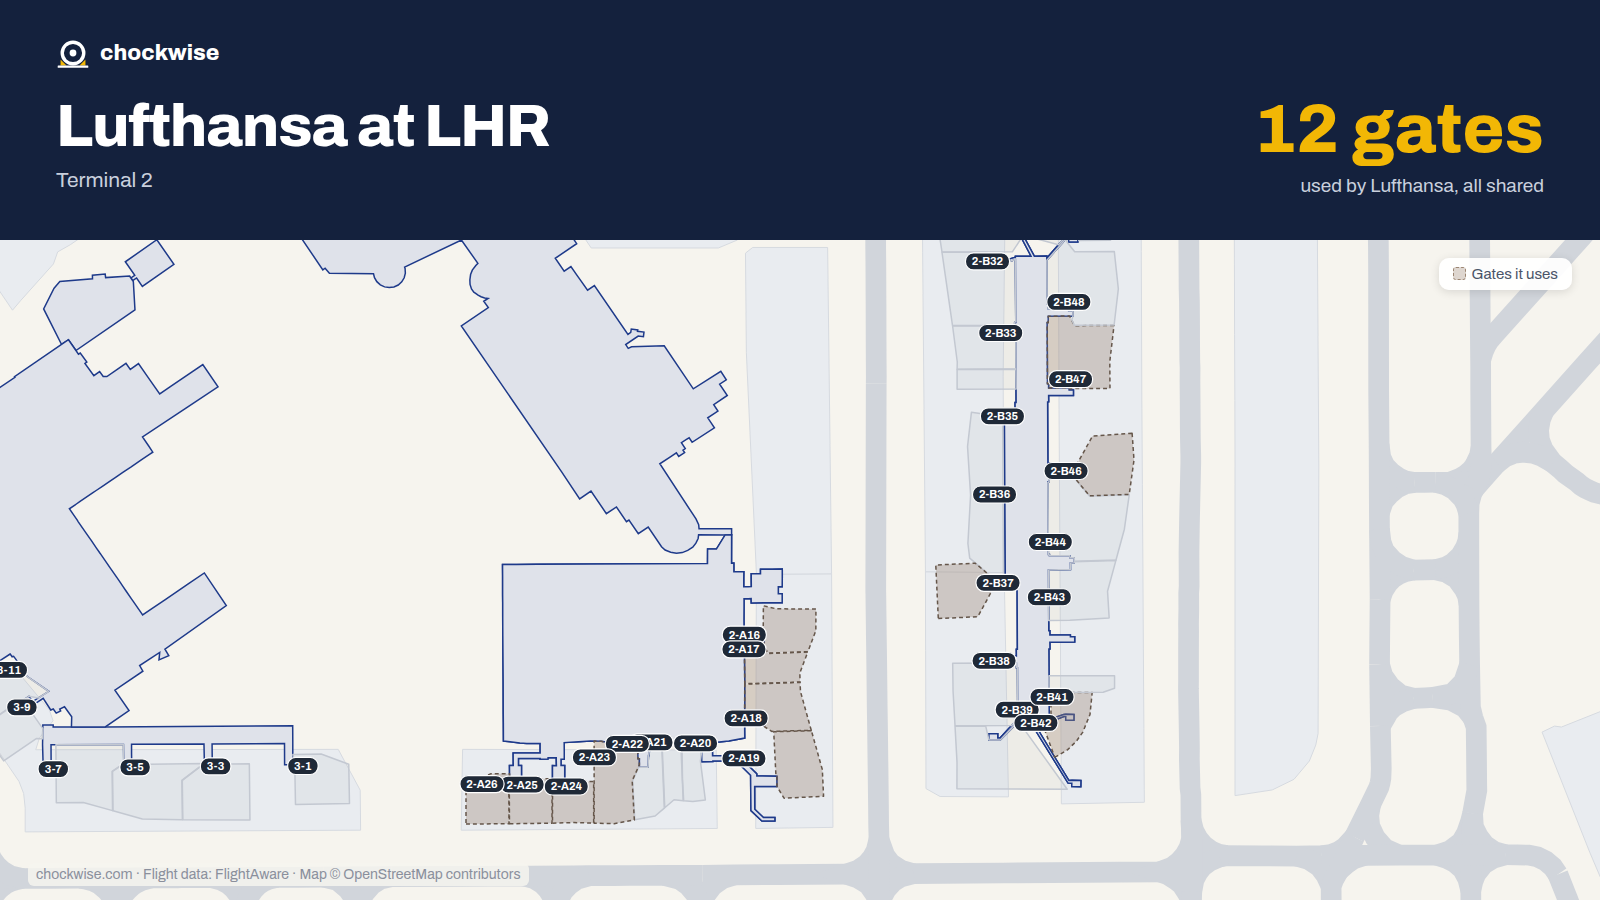 chockwise
Lufthansa at LHR
Terminal 2
12 gates
used by Lufthansa, all shared
Gates it uses
2-B32
2-B48
2-B33
2-B47
2-B35
2-B46
2-B36
2-B44
2-B37
2-B43
2-A16
2-A17
2-B38
3-11
2-B41
3-9
2-B39
2-A18
2-B42
2-A22
A21
2-A20
2-A23
2-A19
3-7
3-5
3-3
3-1
2-A26
2-A25
2-A24
chockwise.com · Flight data: FlightAware · Map © OpenStreetMap contributors